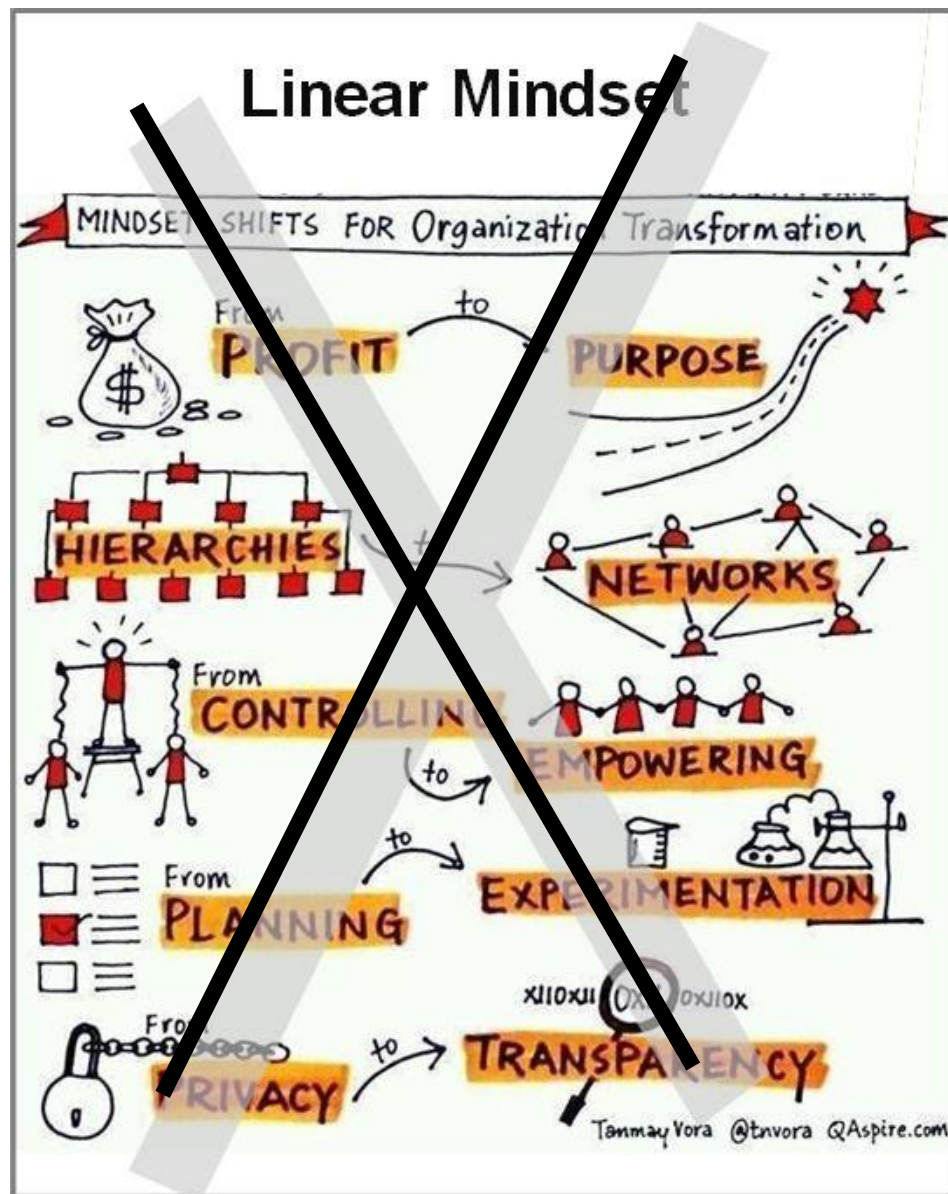 Linear Mindset
MINDSET SHIFTS FOR Organization Transformation
From
PROFIT
to
PURPOSE
HIERARCHIES
to
NETWORKS
From
CONTROLLING
to
EMPOWERING
From
PLANNING
to
EXPERIMENTATION
From
PRIVACY
to
TRANSPARENCY
Tanmay Vora @tnvora QAspire.com